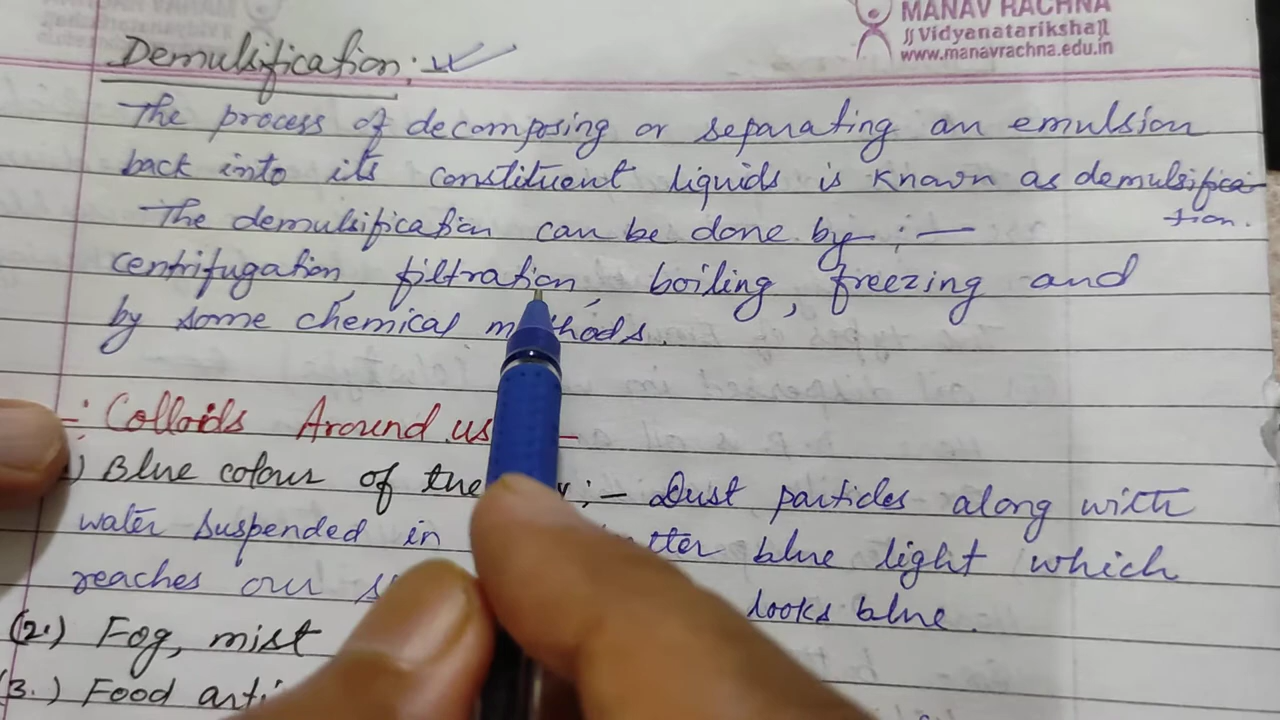 MANAV RACHNA
॥Vidyanatariksha॥
www.manavrachna.edu.in
Demulsification:-
The process of decomposing or separating an emulsion
back into its constituent liquids is known as demulsifica-
tion.
The demulsification can be done by :-
centrifugation, filtration, boiling, freezing and
by some chemical methods.
-: Colloids Around us -
) Blue colour of the :- Dust particles along with
water suspended in blue light which
reaches our looks blue.
(2.) Fog, mist
(3.) Food